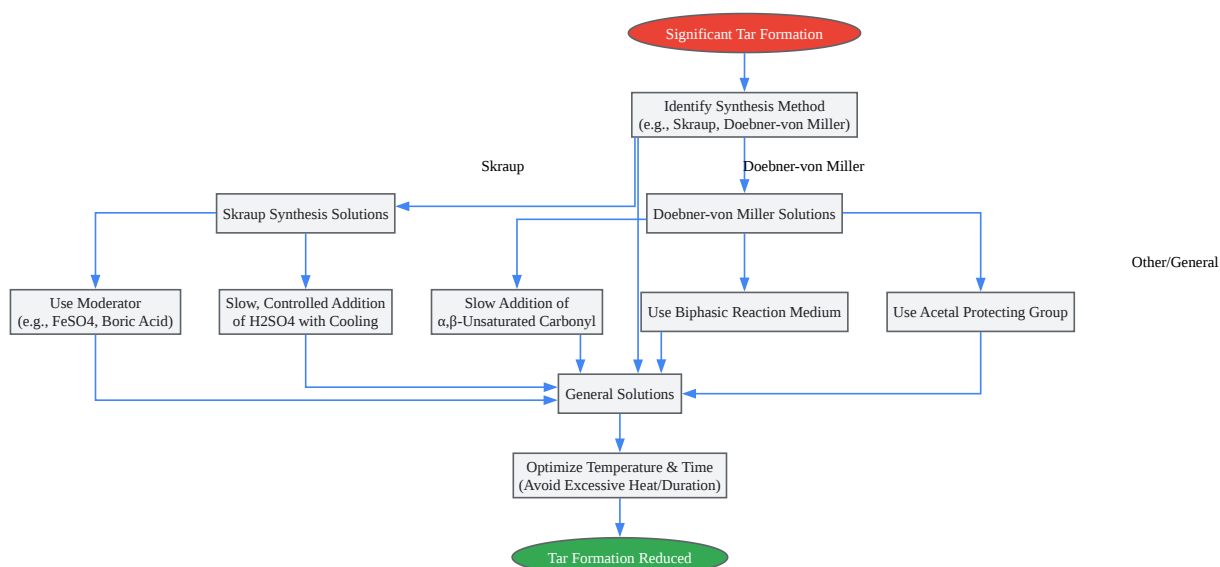 Significant Tar Formation
Identify Synthesis Method
(e.g., Skraup, Doebner-von Miller)
Skraup
Doebner-von Miller
Skraup Synthesis Solutions
Doebner-von Miller Solutions
Other/General
Use Moderator
(e.g., FeSO4, Boric Acid)
Slow, Controlled Addition
of H2SO4 with Cooling
Slow Addition of
α,β-Unsaturated Carbonyl
Use Biphasic Reaction Medium
Use Acetal Protecting Group
General Solutions
Optimize Temperature & Time
(Avoid Excessive Heat/Duration)
Tar Formation Reduced